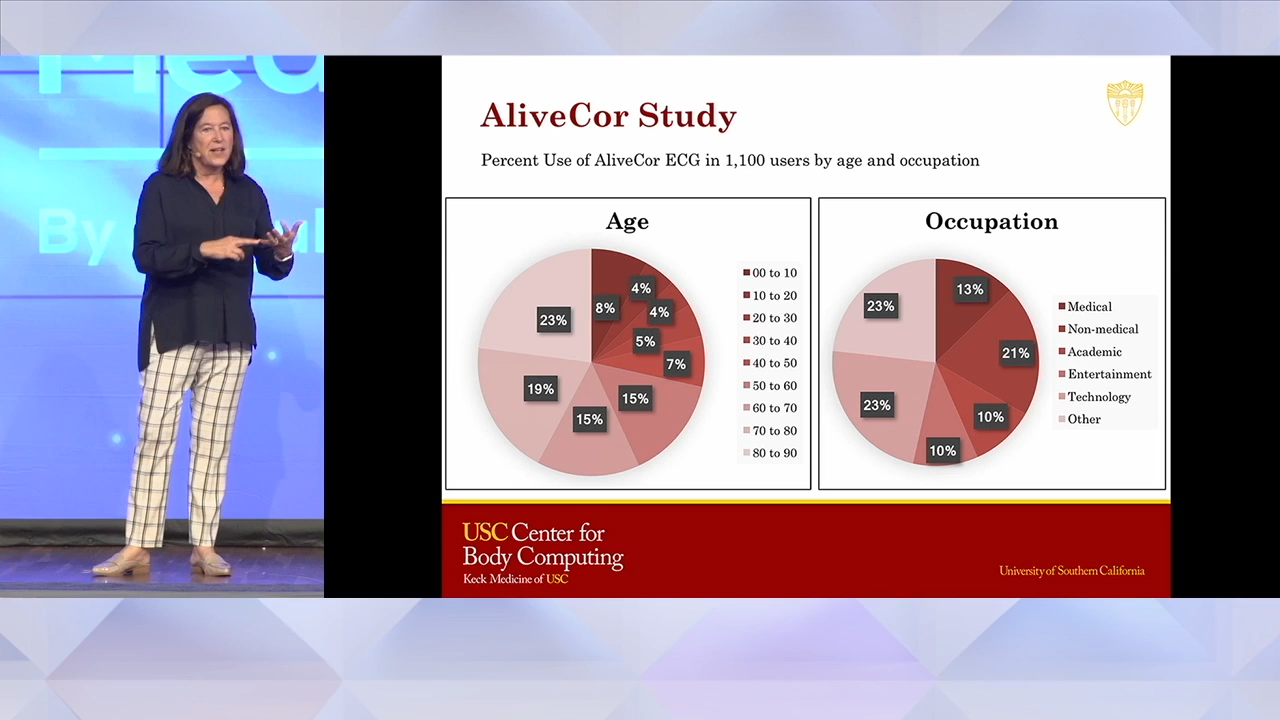 Med
By
AliveCor Study
Percent Use of AliveCor ECG in 1,100 users by age and occupation
Age
8%
4%
4%
5%
7%
15%
15%
19%
23%
00 to 10
10 to 20
20 to 30
30 to 40
40 to 50
50 to 60
60 to 70
70 to 80
80 to 90
Occupation
13%
21%
10%
10%
23%
23%
Medical
Non-medical
Academic
Entertainment
Technology
Other
USC Center for
Body Computing
Keck Medicine of USC
University of Southern California